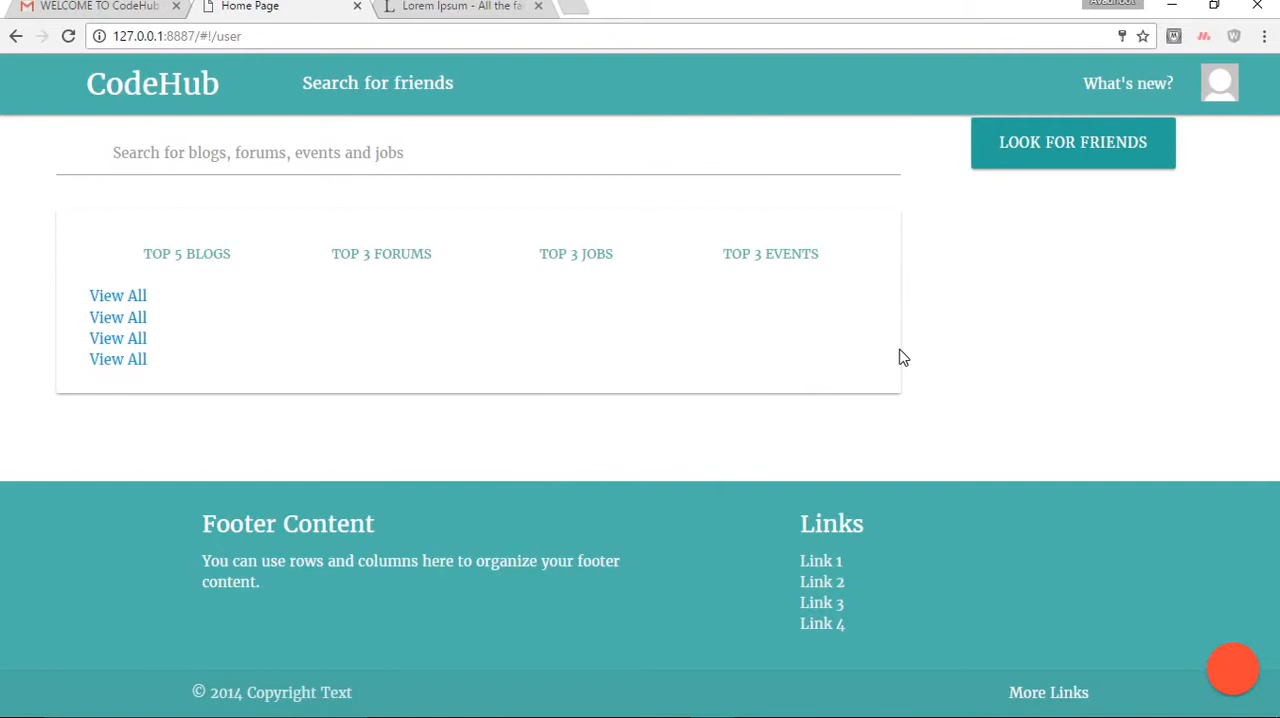 WELCOME TO CodeHub
Home Page
Lorem Ipsum - All the fa
Avadhoot
127.0.0.1:8887/#!/user
CodeHub
Search for friends
What's new?
Search for blogs, forums, events and jobs
LOOK FOR FRIENDS
TOP 5 BLOGS
TOP 3 FORUMS
TOP 3 JOBS
TOP 3 EVENTS
View All
View All
View All
View All
Footer Content
You can use rows and columns here to organize your footer
content.
Links
Link 1
Link 2
Link 3
Link 4
© 2014 Copyright Text
More Links